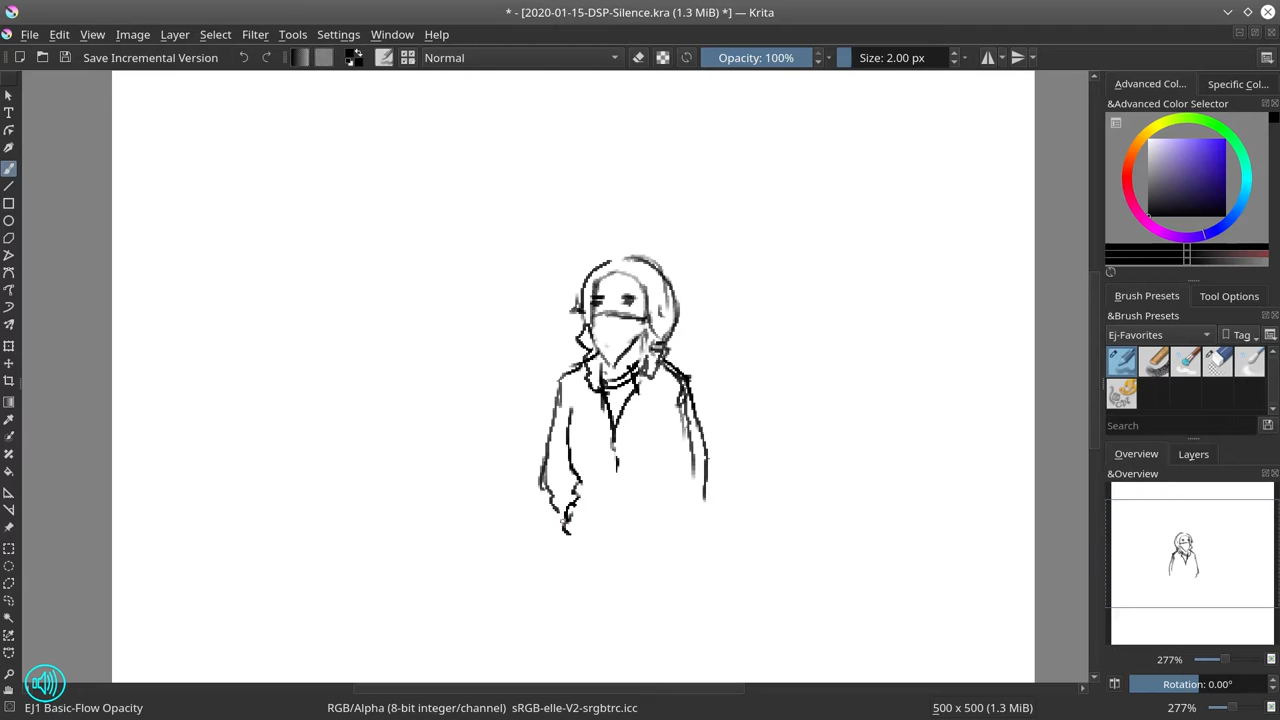 * - [2020-01-15-DSP-Silence.kra (1.3 MiB) *] — Krita
File Edit View Image Layer Select Filter Tools Settings Window Help
Save Incremental Version Normal Opacity: 100% Size: 2.00 px
Advanced Col... Specific Col...
&Advanced Color Selector
Brush Presets Tool Options
&Brush Presets
Ej-Favorites Tag
Search
Overview Layers
&Overview
277%
Rotation: 0.00°
EJ1 Basic-Flow Opacity RGB/Alpha (8-bit integer/channel) sRGB-elle-V2-srgbtrc.icc 500 x 500 (1.3 MiB) 277%